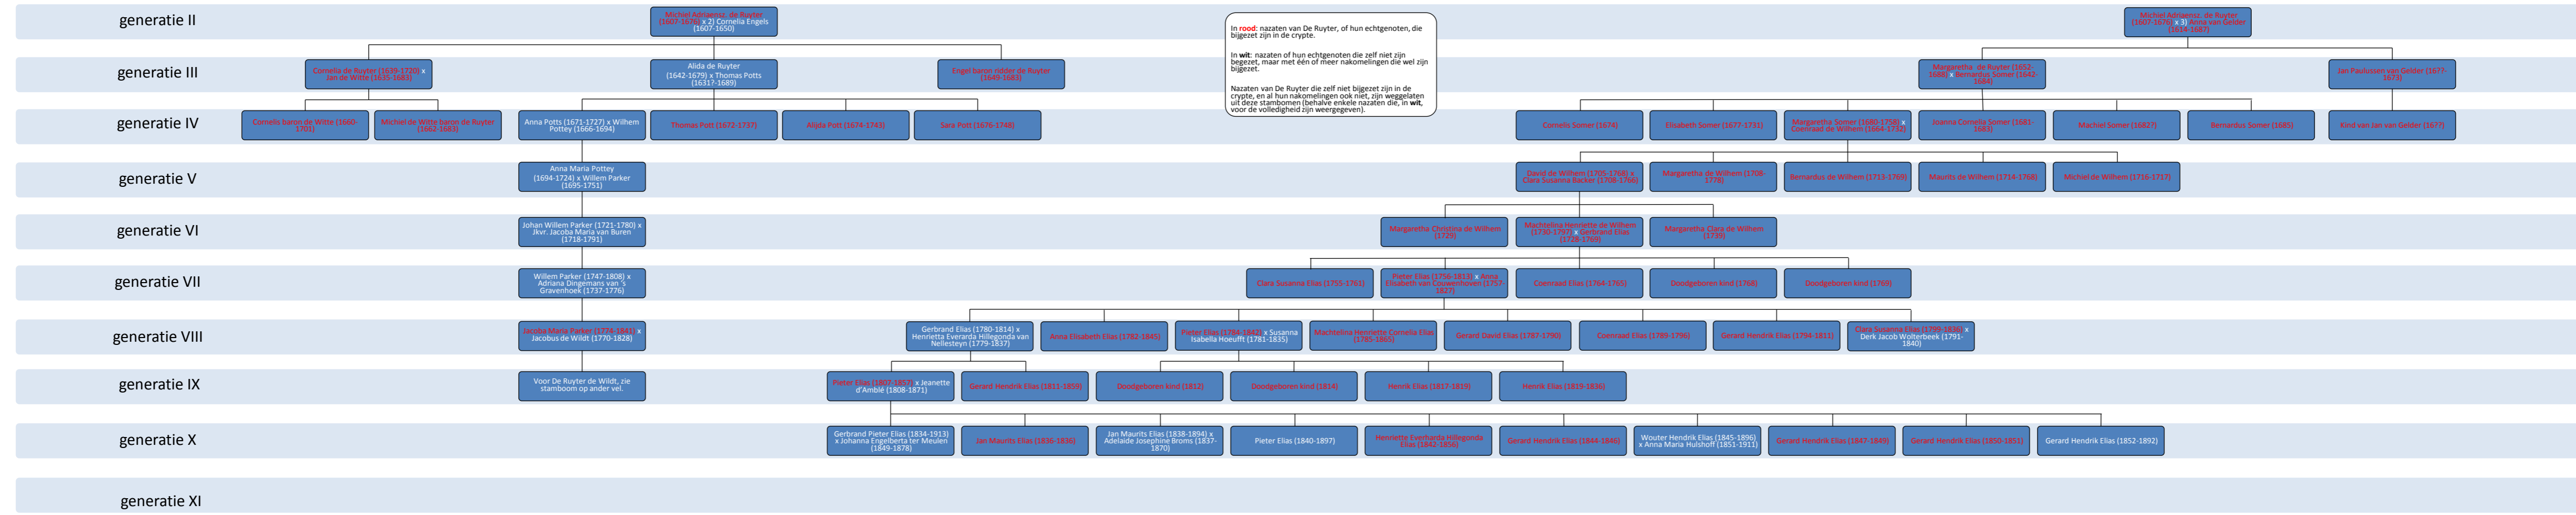 generatie II
Michiel Adriaensz. de Ruyter
(1607-1676) x 2) Cornelia Engels
(1607-1650)
In rood: nazaten van De Ruyter, of hun echtgenoten, die
bijgezet zijn in de crypte.
In wit: nazaten of hun echtgenoten die zelf niet zijn
begezet, maar met één of meer nakomelingen die wel zijn
bijgezet.
Nazaten van De Ruyter die zelf niet bijgezet zijn in de
crypte, en al hun nakomelingen ook niet, zijn weggelaten
uit deze stambomen (behalve enkele nazaten die, in wit,
voor de volledigheid zijn weergegeven).
Michiel Adriaensz. de Ruyter
(1607-1676) x 3) Anna van Gelder
(1614-1687)
generatie III
Cornelia de Ruyter (1639-1720) x
Jan de Witte (1635-1683)
Alida de Ruyter
(1642-1679) x Thomas Potts
(1631?-1689)
Engel baron ridder de Ruyter
(1649-1683)
Margaretha de Ruyter (1652-
1688) x Bernardus Somer (1642-
1684)
Jan Paulussen van Gelder (16??-
1673)
generatie IV
Cornelis baron de Witte (1660-
1701)
Michiel de Witte baron de Ruyter
(1662-1683)
Anna Potts (1671-1727) x Wilhem
Pottey (1666-1694)
Thomas Pott (1672-1737)
Alijda Pott (1674-1743)
Sara Pott (1676-1748)
Cornelis Somer (1674)
Elisabeth Somer (1677-1731)
Margaretha Somer (1680-1758) x
Coenraad de Wilhem (1664-1732)
Joanna Cornelia Somer (1681-
1683)
Machiel Somer (1682?)
Bernardus Somer (1685)
Kind van Jan van Gelder (16??)
generatie V
Anna Maria Pottey
(1694-1724) x Willem Parker
(1695-1751)
David de Wilhem (1705-1768) x
Clara Susanna Backer (1708-1766)
Margaretha de Wilhem (1708-
1778)
Bernardus de Wilhem (1713-1769)
Maurits de Wilhem (1714-1768)
Michiel de Wilhem (1716-1717)
generatie VI
Johan Willem Parker (1721-1780) x
Jkvr. Jacoba Maria van Buren
(1718-1791)
Margaretha Christina de Wilhem
(1729)
Machtelina Henriette de Wilhem
(1730-1797) x Gerbrand Elias
(1728-1769)
Margaretha Clara de Wilhem
(1739)
generatie VII
Willem Parker (1747-1808) x
Adriana Dingemans van 's
Gravenhoek (1737-1776)
Clara Susanna Elias (1755-1761)
Pieter Elias (1756-1813) x Anna
Elisabeth van Couwenhoven (1757-
1827)
Coenraad Elias (1764-1765)
Doodgeboren kind (1768)
Doodgeboren kind (1769)
generatie VIII
Jacoba Maria Parker (1774-1841) x
Jacobus de Wildt (1770-1828)
Gerbrand Elias (1780-1814) x
Henrietta Everarda Hillegonda van
Nellesteyn (1779-1837)
Anna Elisabeth Elias (1782-1845)
Pieter Elias (1784-1842) x Susanna
Isabella Hoeufft (1781-1835)
Machtelina Henriette Cornelia Elias
(1785-1865)
Gerard David Elias (1787-1790)
Coenraad Elias (1789-1796)
Gerard Hendrik Elias (1794-1811)
Clara Susanna Elias (1799-1836) x
Derk Jacob Wolterbeek (1791-
1840)
generatie IX
Voor De Ruyter de Wildt, zie
stamboom op ander vel.
Pieter Elias (1807-1857) x Jeanette
d'Amblé (1808-1871)
Gerard Hendrik Elias (1811-1859)
Doodgeboren kind (1812)
Doodgeboren kind (1814)
Henrik Elias (1817-1819)
Henrik Elias (1819-1836)
generatie X
Gerbrand Pieter Elias (1834-1913)
x Johanna Engelberta ter Meulen
(1849-1878)
Jan Maurits Elias (1836-1836)
Jan Maurits Elias (1838-1894) x
Adelaide Josephine Broms (1837-
1870)
Pieter Elias (1840-1897)
Henriette Everharda Hillegonda
Elias (1842-1856)
Gerard Hendrik Elias (1844-1846)
Wouter Hendrik Elias (1845-1896)
x Anna Maria Hulshoff (1851-1911)
Gerard Hendrik Elias (1847-1849)
Gerard Hendrik Elias (1850-1851)
Gerard Hendrik Elias (1852-1892)
generatie XI